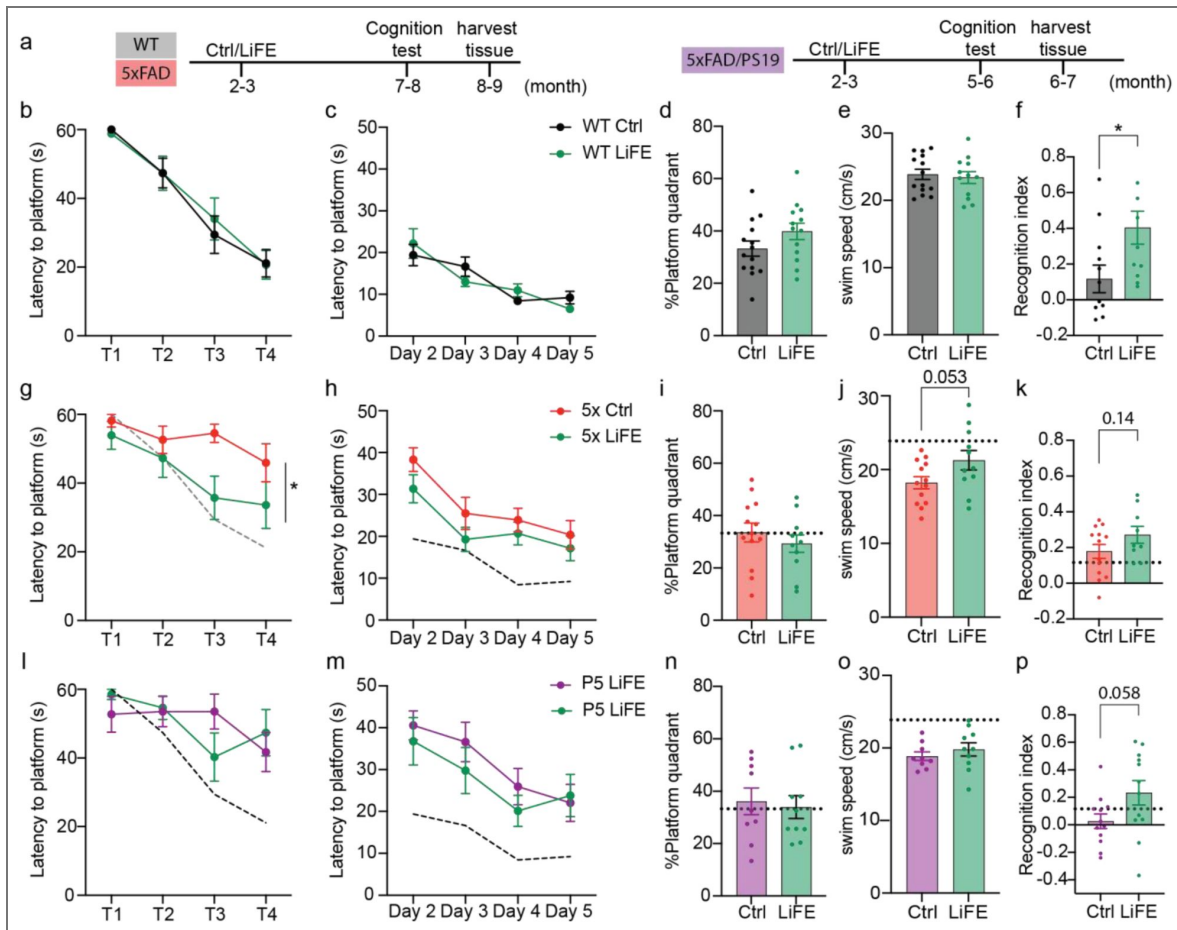 a
WT
5xFAD
Ctrl/LiFE
Cognition test
harvest tissue
2-3
7-8
8-9
(month)
5xFAD/PS19
Ctrl/LiFE
Cognition test
harvest tissue
2-3
5-6
6-7
(month)
b
Latency to platform (s)
60
40
20
0
T1 T2 T3 T4
c
Latency to platform (s)
50
40
30
20
10
0
Day 2 Day 3 Day 4 Day 5
WT Ctrl
WT LiFE
d
%Platform quadrant
80
60
40
20
0
Ctrl LiFE
e
swim speed (cm/s)
30
20
10
0
Ctrl LiFE
f
*
Recognition index
0.8
0.6
0.4
0.2
0.0
-0.2
Ctrl LiFE
g
Latency to platform (s)
60
40
20
0
*
T1 T2 T3 T4
h
Latency to platform (s)
50
40
30
20
10
0
Day 2 Day 3 Day 4 Day 5
5x Ctrl
5x LiFE
i
%Platform quadrant
80
60
40
20
0
Ctrl LiFE
j
0.053
swim speed (cm/s)
30
20
10
0
Ctrl LiFE
k
0.14
Recognition index
0.8
0.6
0.4
0.2
0.0
-0.2
Ctrl LiFE
l
Latency to platform (s)
60
40
20
0
T1 T2 T3 T4
m
Latency to platform (s)
50
40
30
20
10
0
Day 2 Day 3 Day 4 Day 5
P5 LiFE
P5 LiFE
n
%Platform quadrant
80
60
40
20
0
Ctrl LiFE
o
swim speed (cm/s)
30
20
10
0
Ctrl LiFE
p
0.058
Recognition index
0.8
0.6
0.4
0.2
0.0
-0.2
-0.4
Ctrl LiFE